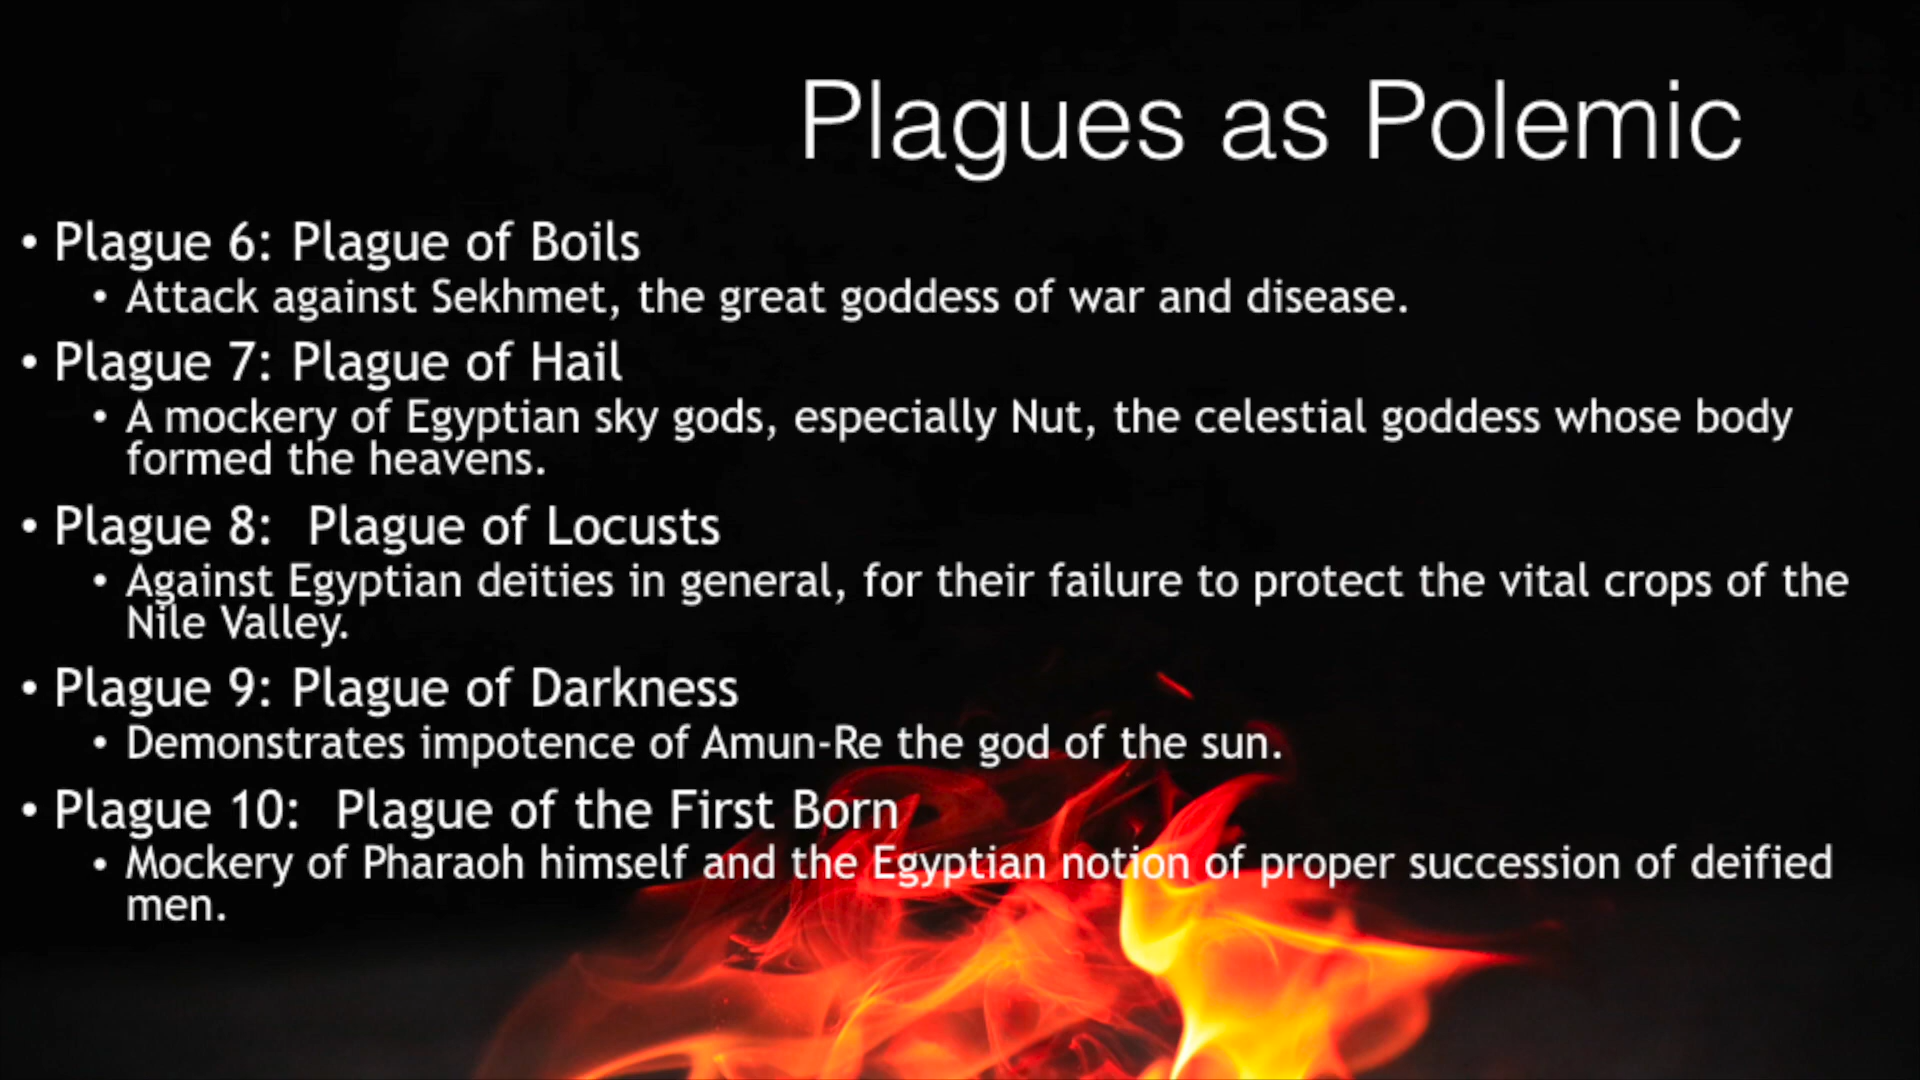 Plagues as Polemic
• Plague 6: Plague of Boils
• Attack against Sekhmet, the great goddess of war and disease.
• Plague 7: Plague of Hail
• A mockery of Egyptian sky gods, especially Nut, the celestial goddess whose body
formed the heavens.
• Plague 8:  Plague of Locusts
• Against Egyptian deities in general, for their failure to protect the vital crops of the
Nile Valley.
• Plague 9: Plague of Darkness
• Demonstrates impotence of Amun-Re the god of the sun.
• Plague 10:  Plague of the First Born
• Mockery of Pharaoh himself and the Egyptian notion of proper succession of deified
men.